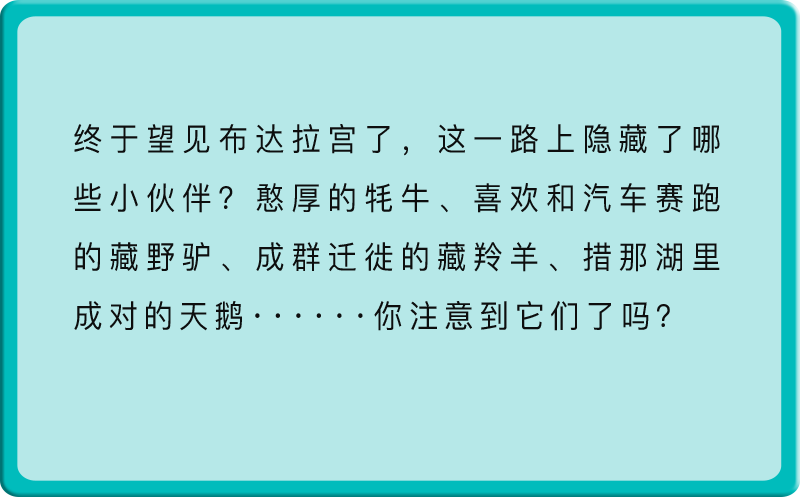 终于望见布达拉宫了，这一路上隐藏了哪
些小伙伴？憨厚的牦牛、喜欢和汽车赛跑
的藏野驴、成群迁徙的藏羚羊、措那湖里
成对的天鹅······你注意到它们了吗？